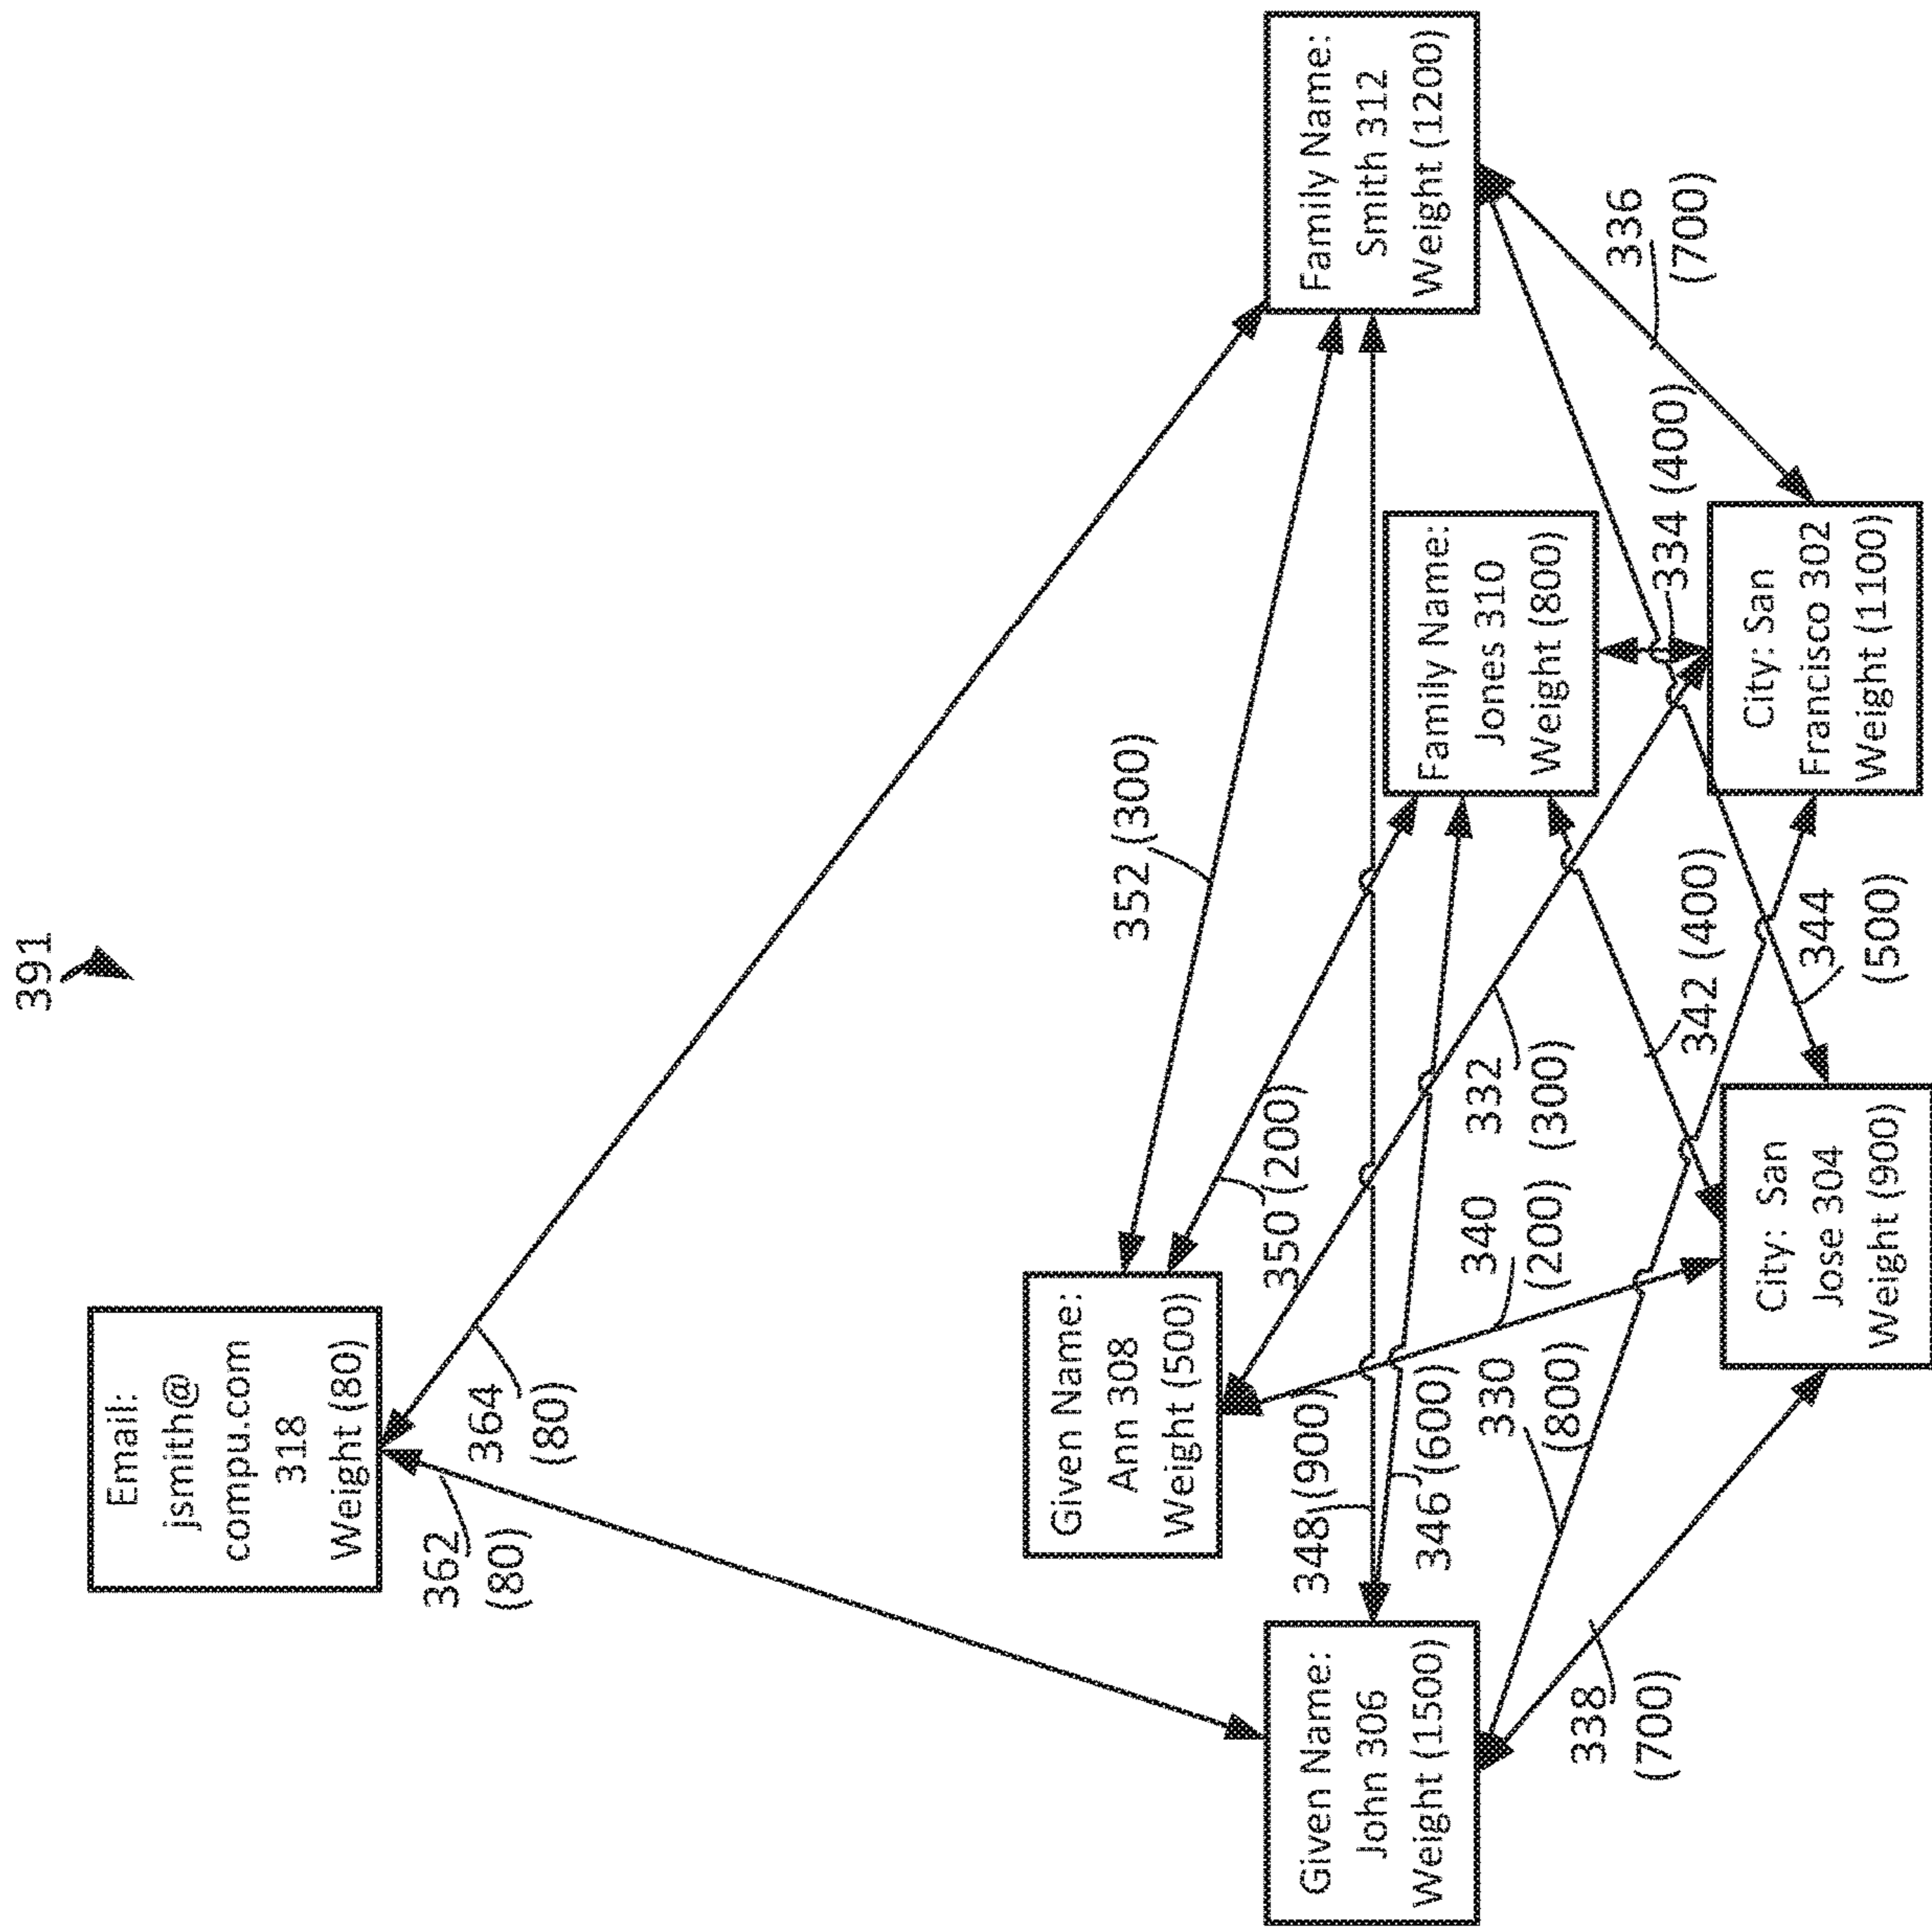 391
Email:
jsmith@
compu.com
318
Weight (80)
362
(80)
364
(80)
352 (300)
Given Name:
Ann 308
Weight (500)
350 (200)
Given Name:
John 306
Weight (1500)
348 (900)
346 (600)
Family Name:
Smith 312
Weight (1200)
Family Name:
Jones 310
Weight (800)
332
(300)
340
(200)
330
(800)
338
(700)
336
(700)
334 (400)
342 (400)
344
(500)
City: San
Jose 304
Weight (900)
City: San
Francisco 302
Weight (1100)